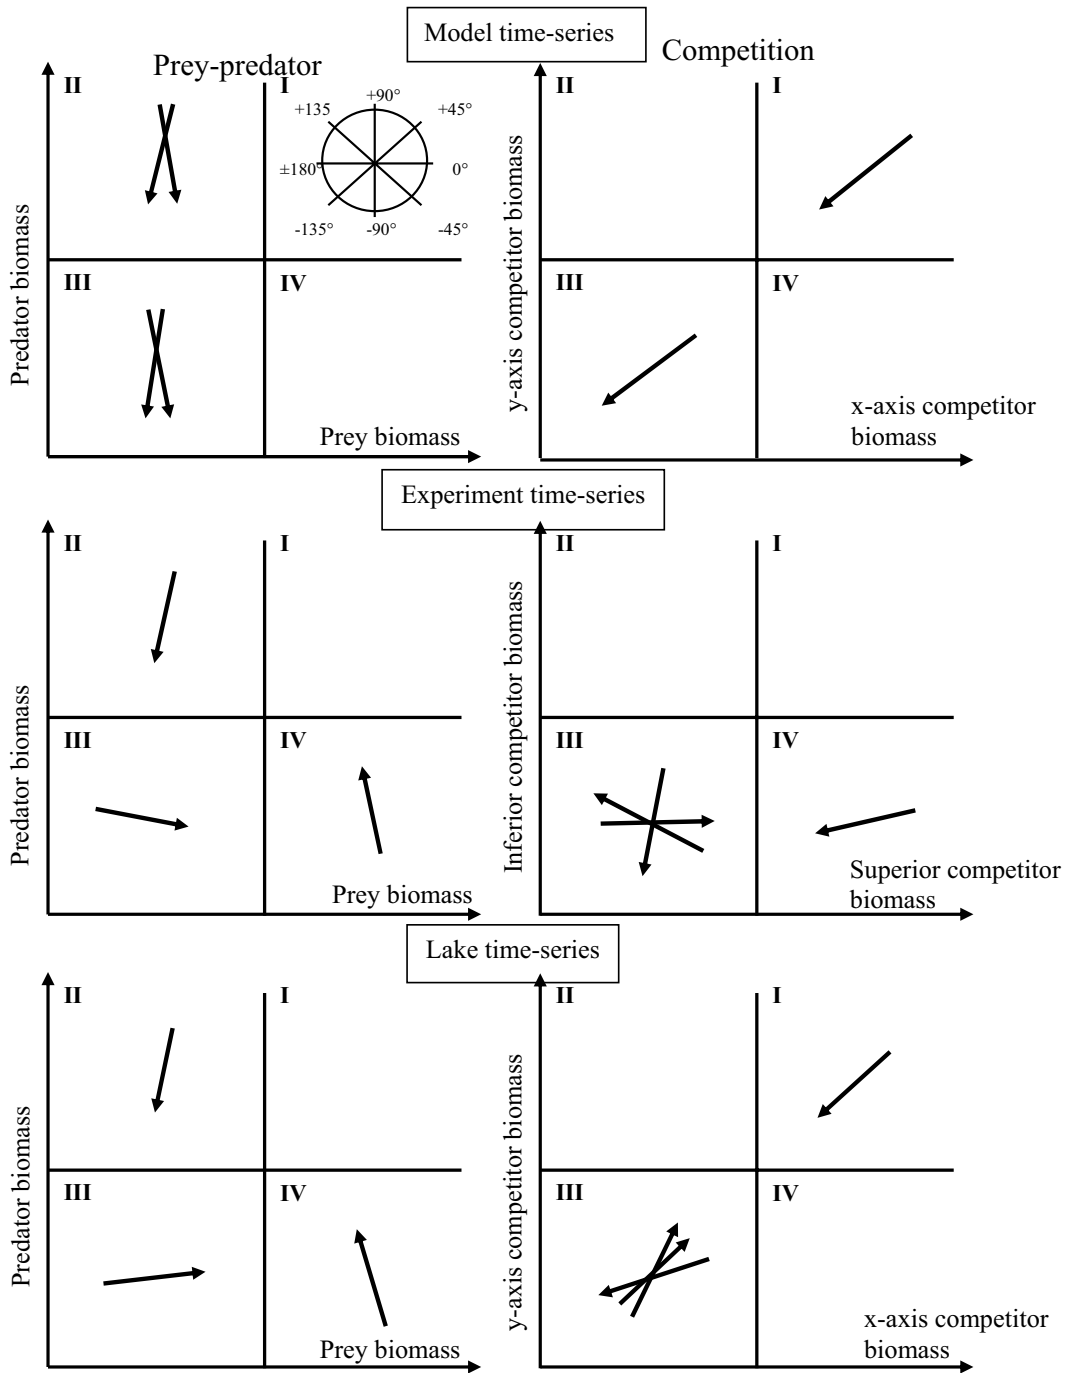 Model time-series
Prey-predator
Competition
II
I
+90°
+135
+45°
±180°
0°
-135°
-90°
-45°
III
IV
Predator biomass
Prey biomass
II
I
III
IV
y-axis competitor biomass
x-axis competitor
biomass
Experiment time-series
II
I
III
IV
Predator biomass
Prey biomass
II
I
III
IV
Inferior competitor biomass
Superior competitor
biomass
Lake time-series
II
I
III
IV
Predator biomass
Prey biomass
II
I
III
IV
y-axis competitor biomass
x-axis competitor
biomass